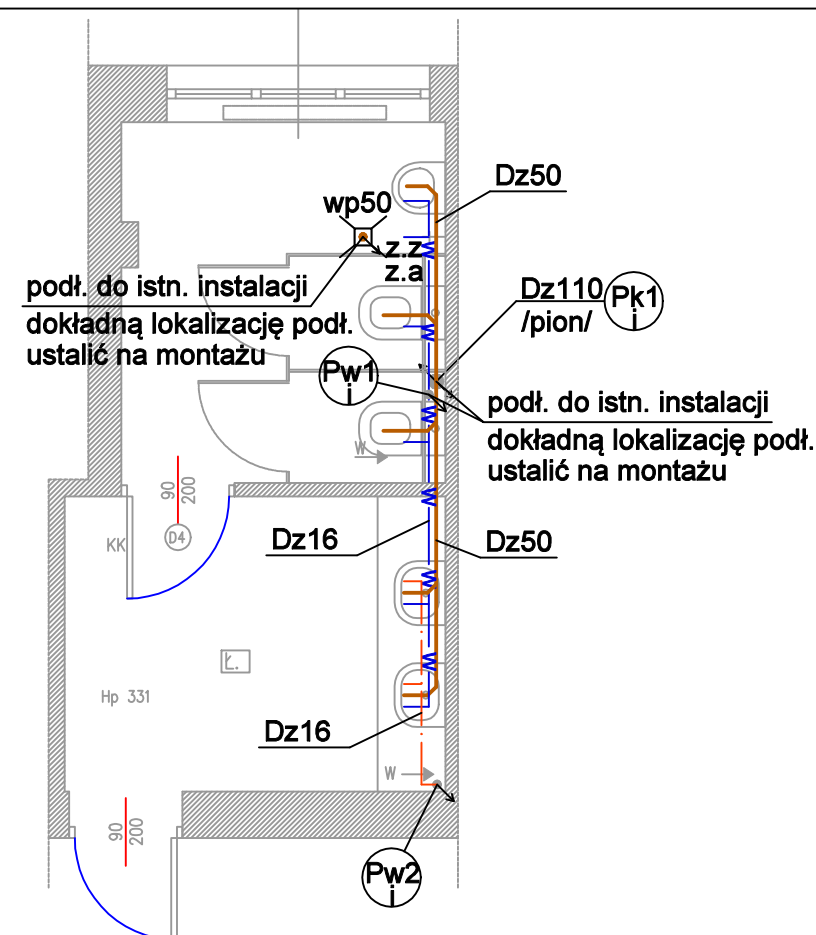 Dz50
wp50
z.z
z.a
podł. do istn. instalacji
dokładną lokalizację podł.
ustalić na montażu
Dz110
/pion/
Pk1
i
Pw1
i
podł. do istn. instalacji
dokładną lokalizację podł.
ustalić na montażu
W
90
200
D4
KK
Dz16
Dz50
Ł.
Hp 331
Dz16
W
90
200
Pw2
i